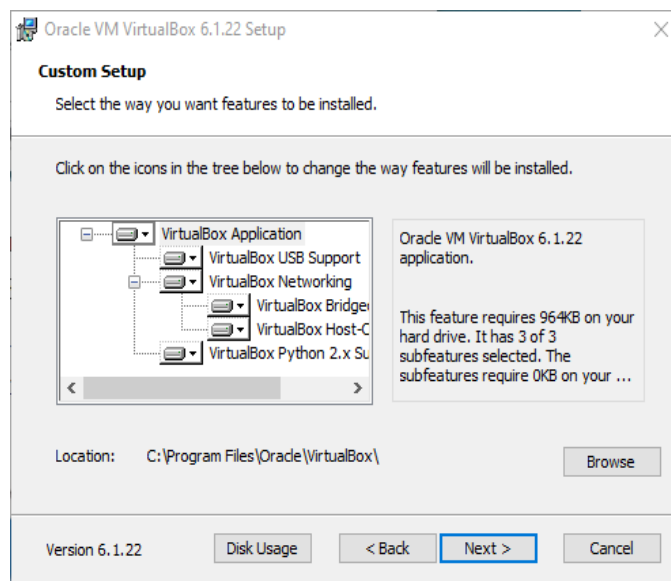 Oracle VM VirtualBox 6.1.22 Setup
Custom Setup
Select the way you want features to be installed.
Click on the icons in the tree below to change the way features will be installed.
VirtualBox Application
VirtualBox USB Support
VirtualBox Networking
VirtualBox Bridge
VirtualBox Host-C
VirtualBox Python 2.x Su
Oracle VM VirtualBox 6.1.22
application.
This feature requires 964KB on your
hard drive. It has 3 of 3
subfeatures selected. The
subfeatures require 0KB on your ...
Location: C:\Program Files\Oracle\VirtualBox\
Browse
Version 6.1.22
Disk Usage
< Back
Next >
Cancel